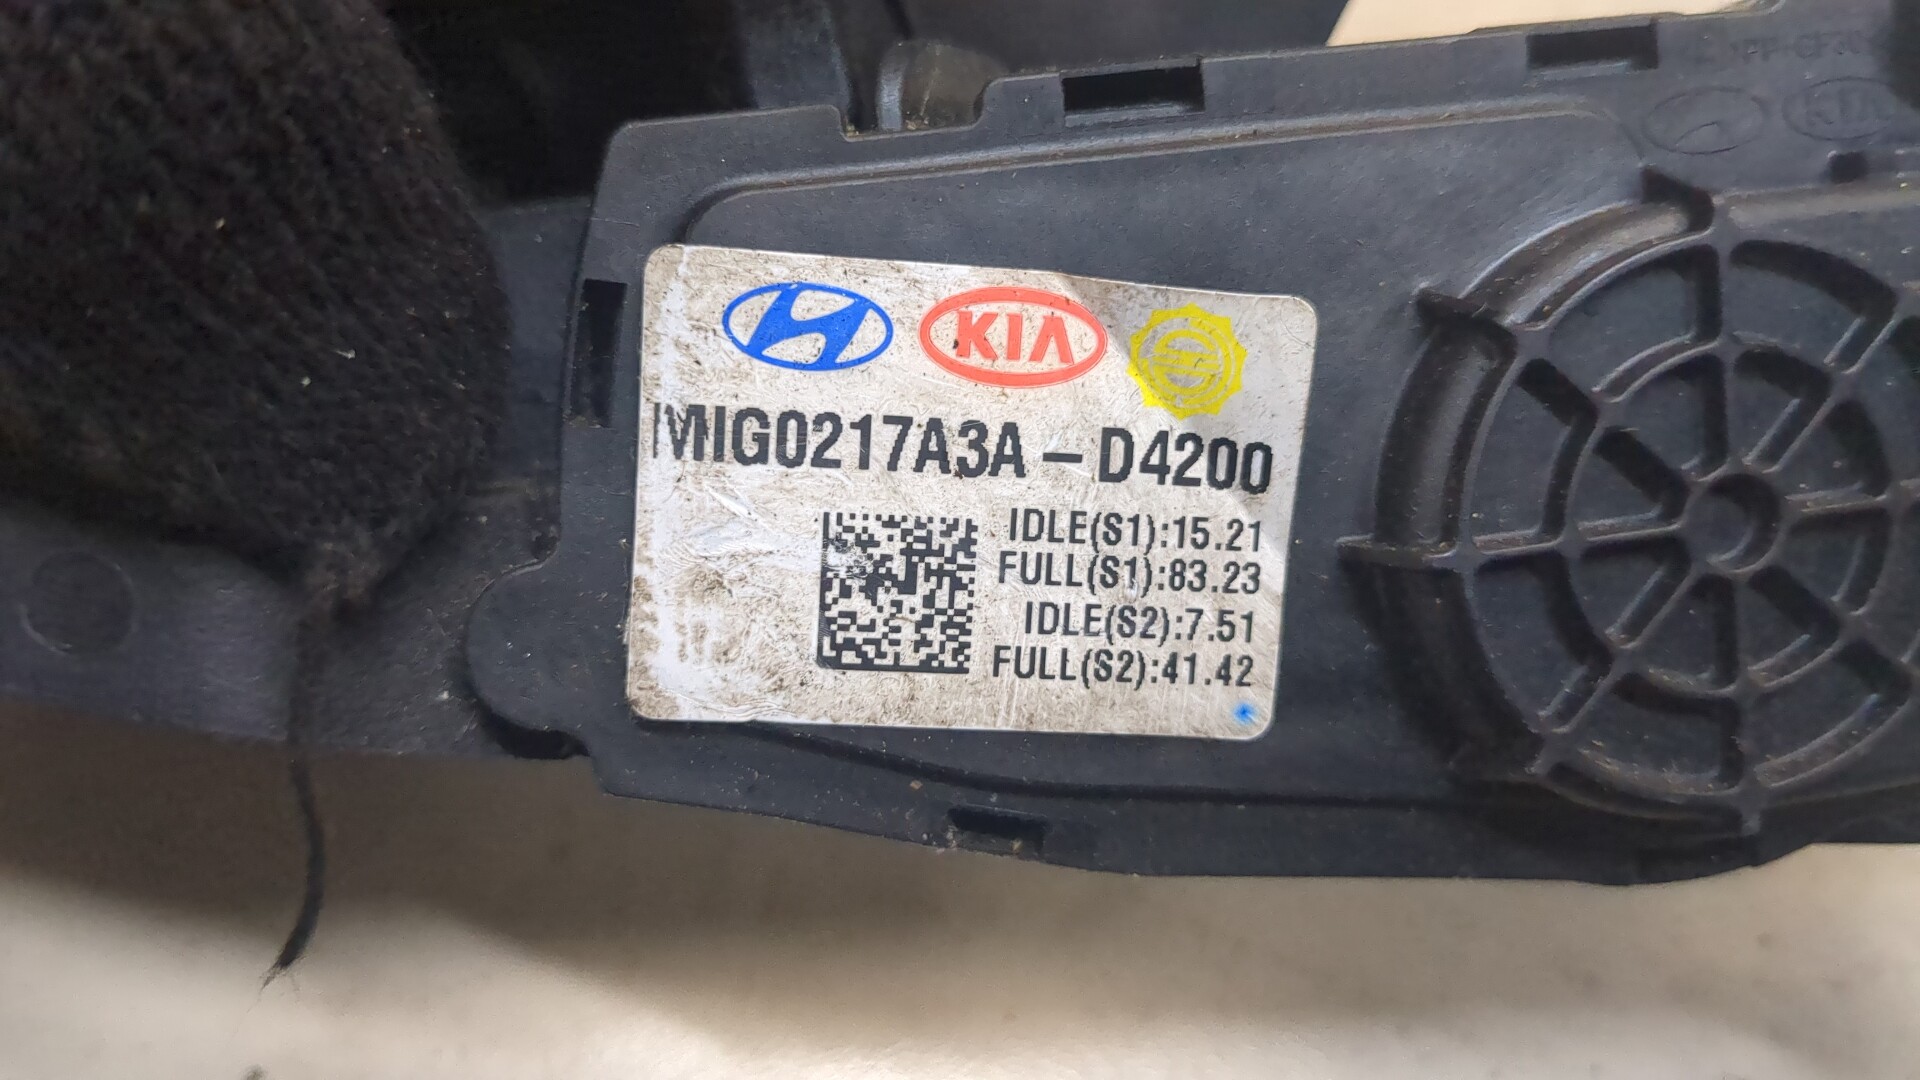 KIA
KIA
MIG0217A3A-D4200
IDLE(S1):15.21
FULL(S1):83.23
IDLE(S2):7.51
FULL(S2):41.42